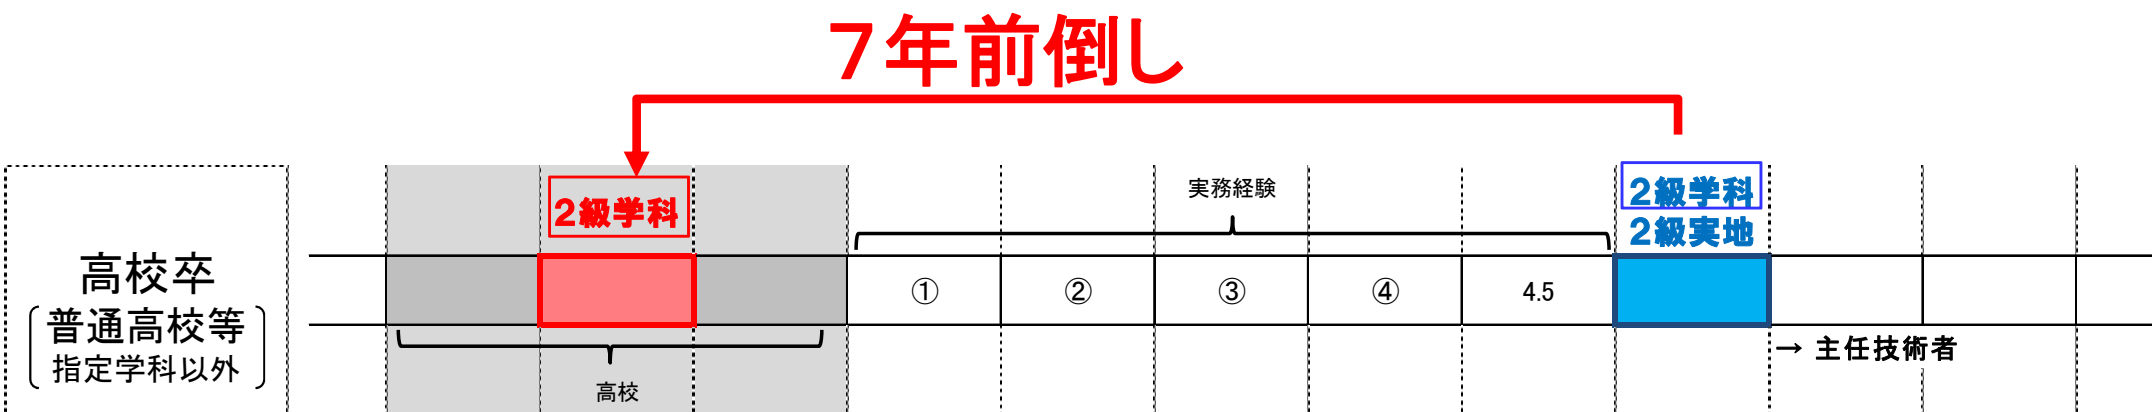 ７年前倒し
２級学科
実務経験
２級学科
２級実地
高校卒
普通高校等
指定学科以外
①
②
③
④
4.5
→ 主任技術者
高校